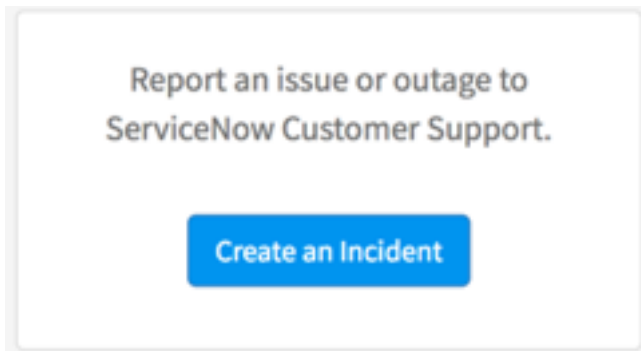 Report an issue or outage to
ServiceNow Customer Support.
Create an Incident